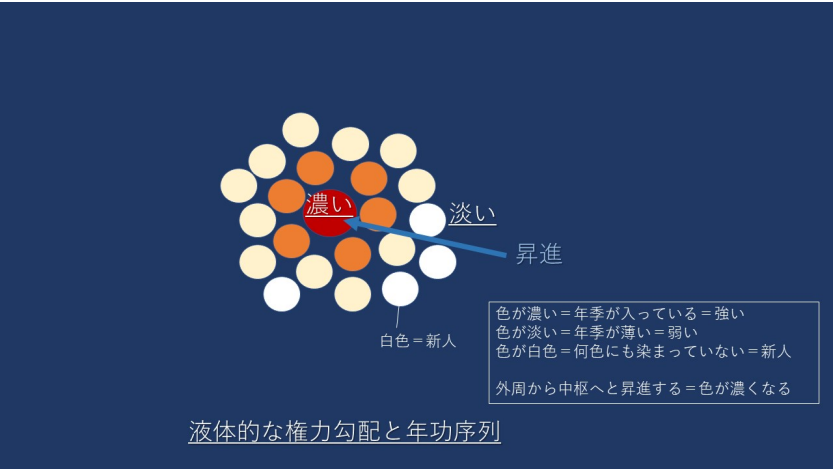 濃い
淡い
昇進
白色＝新人
色が濃い＝年季が入っている＝強い
色が淡い＝年季が薄い＝弱い
色が白色＝何色にも染まっていない＝新人
外周から中枢へと昇進する＝色が濃くなる
液体的な権力勾配と年功序列